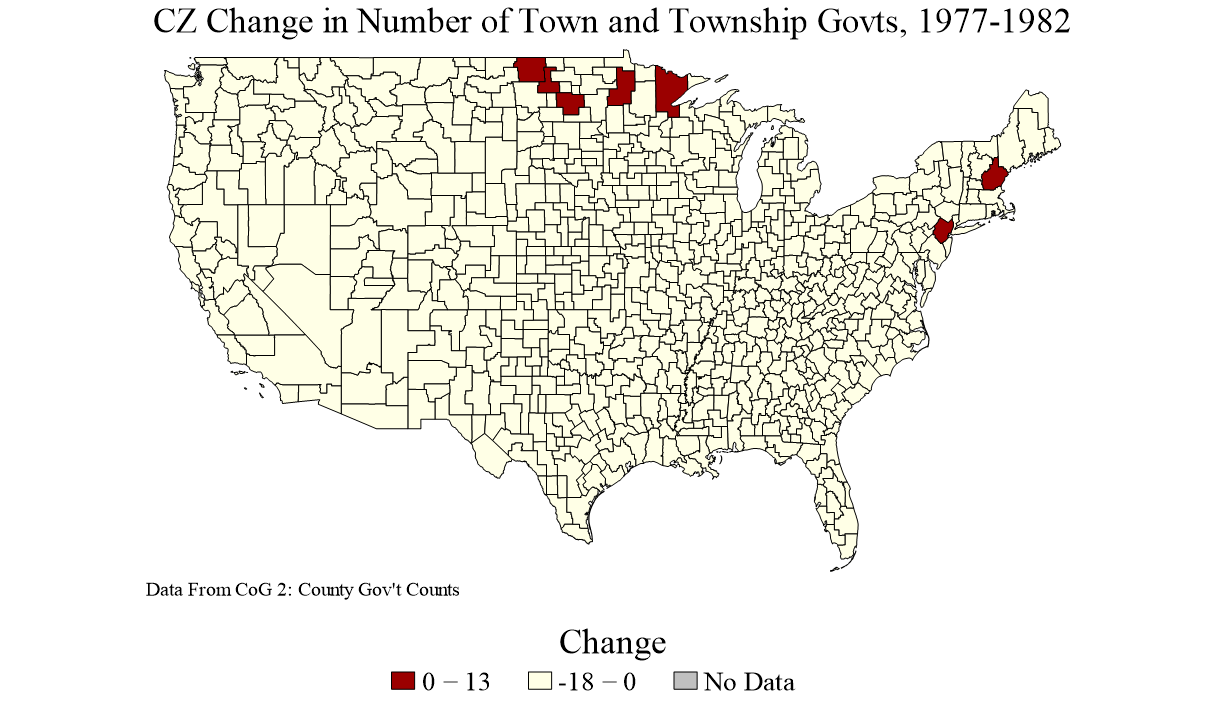 CZ Change in Number of Town and Township Govts, 1977-1982
Data From CoG 2: County Gov't Counts
Change
0 − 13
-18 − 0
No Data